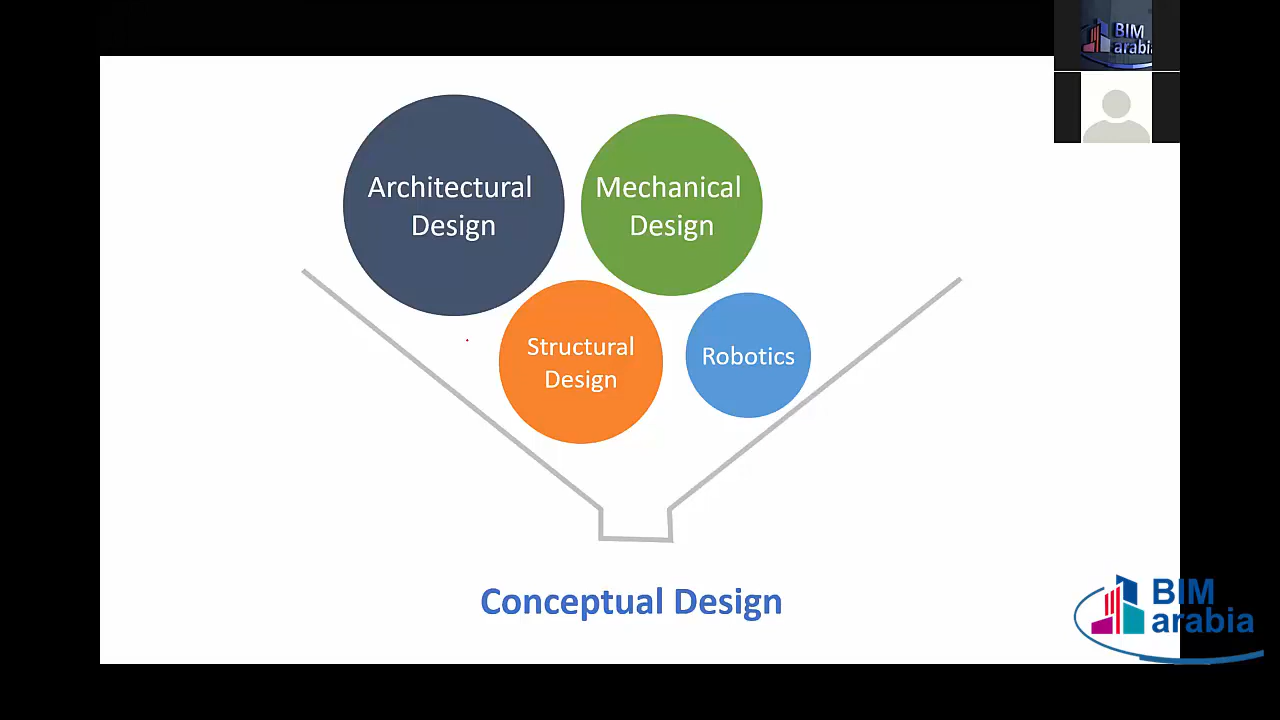 BIM
arabia
Architectural
Design
Mechanical
Design
Structural
Design
Robotics
Conceptual Design
BIM
arabia